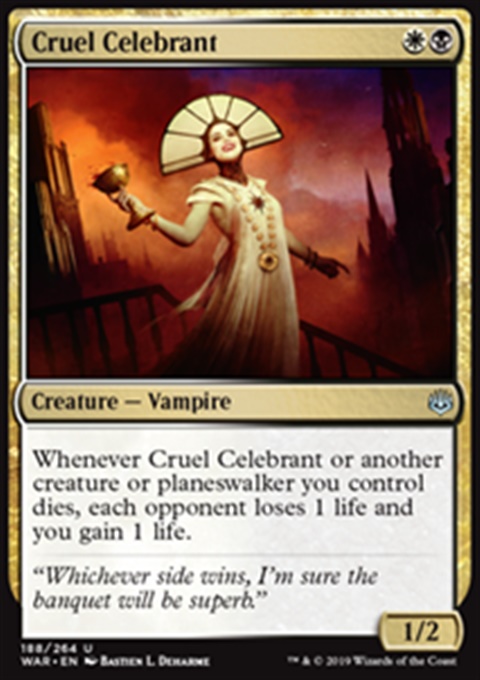 Cruel Celebrant
Creature — Vampire
Whenever Cruel Celebrant or another
creature or planeswalker you control
dies, each opponent loses 1 life and
you gain 1 life.
“Whichever side wins, I’m sure the
banquet will be superb.”
1/2
188/264 U
WAR • EN Bastien L. Deharme
™ & © 2019 Wizards of the Coast